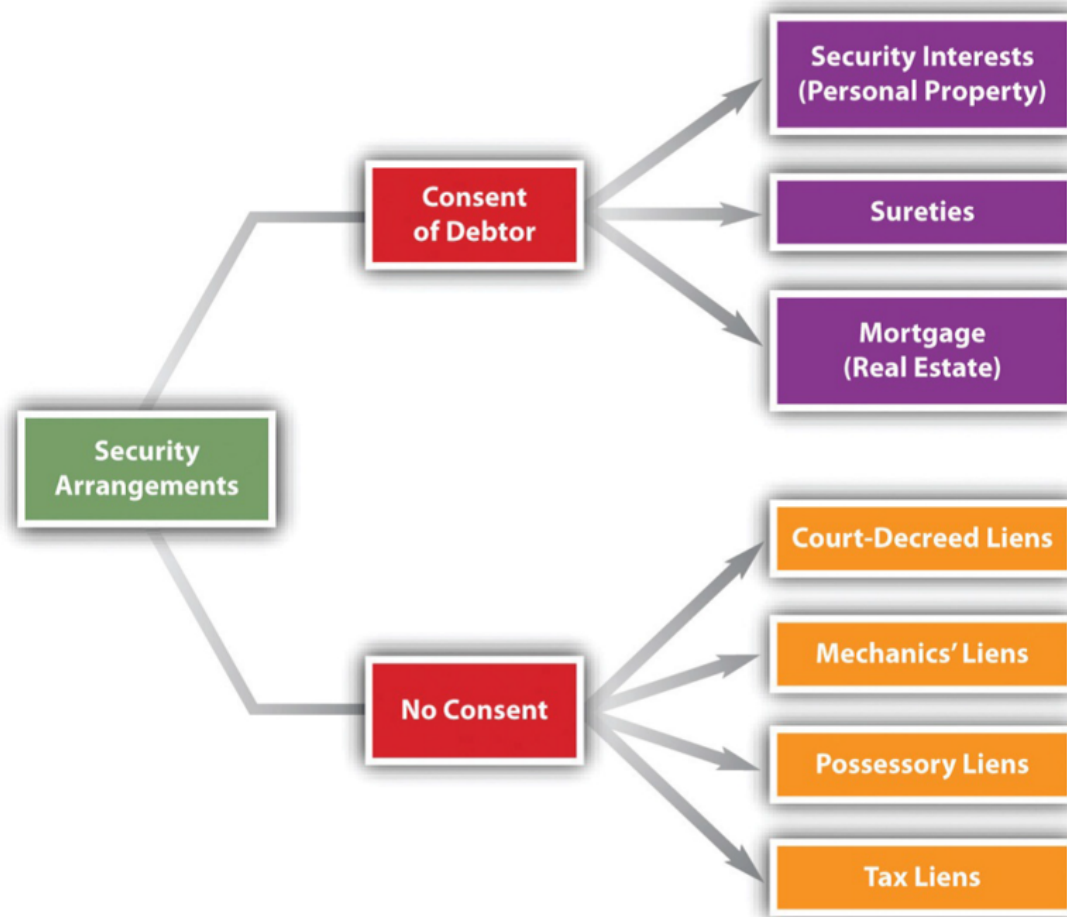 Security Interests
(Personal Property)
Consent
of Debtor
Sureties
Mortgage
(Real Estate)
Security
Arrangements
Court-Decreed Liens
Mechanics’ Liens
No Consent
Possessory Liens
Tax Liens